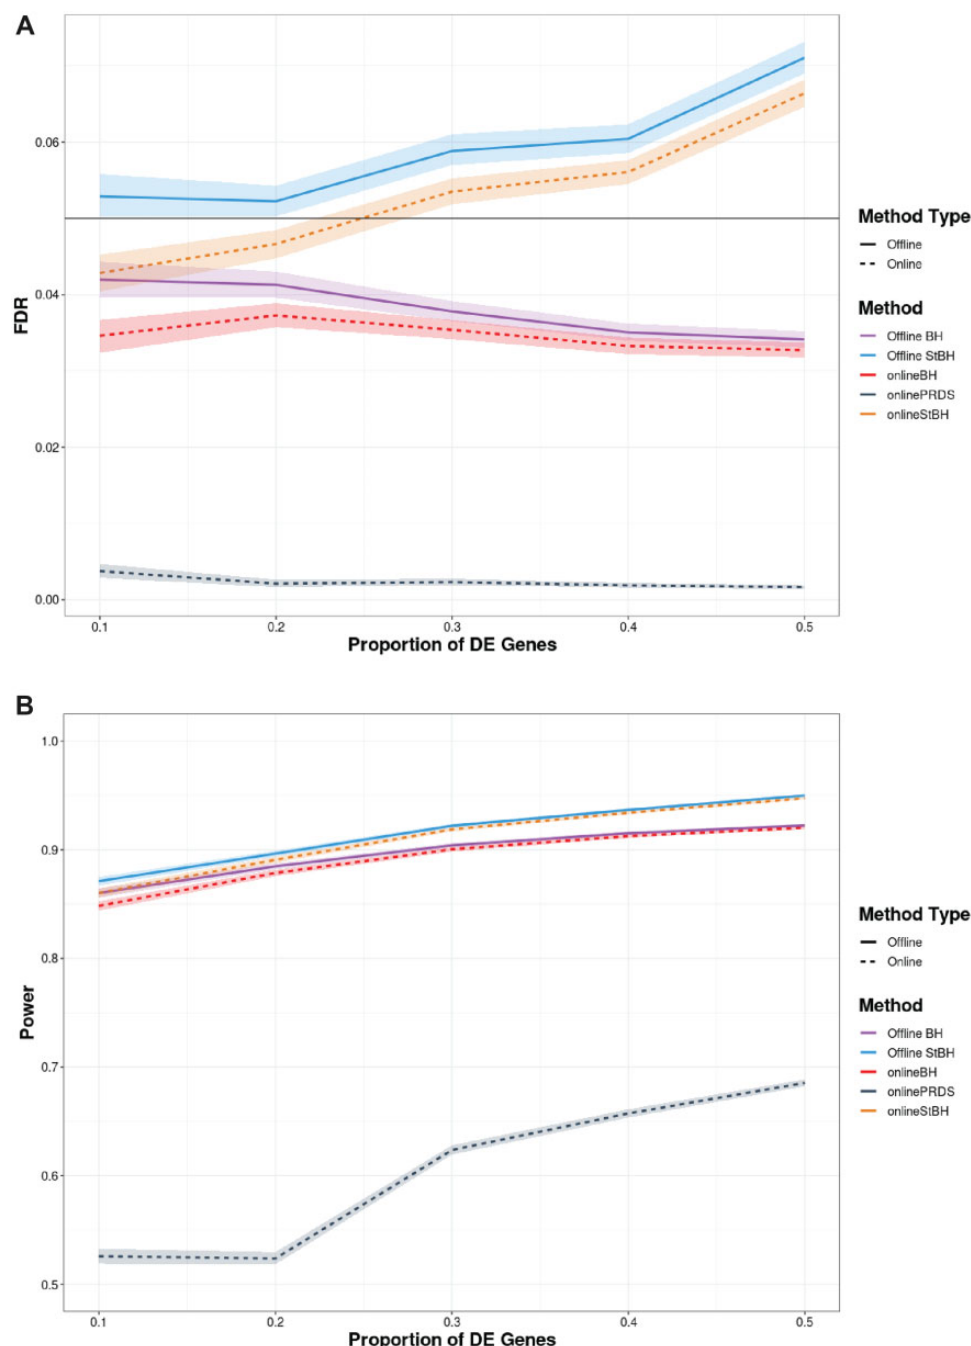 A
0.06
0.04
0.02
0.00
FDR
0.1 0.2 0.3 0.4 0.5
Proportion of DE Genes
Method Type
Offline
Online
Method
Offline BH
Offline StBH
onlineBH
onlinePRDS
onlineStBH
B
1.0
0.9
0.8
0.7
0.6
0.5
Power
0.1 0.2 0.3 0.4 0.5
Proportion of DE Genes
Method Type
Offline
Online
Method
Offline BH
Offline StBH
onlineBH
onlinePRDS
onlineStBH